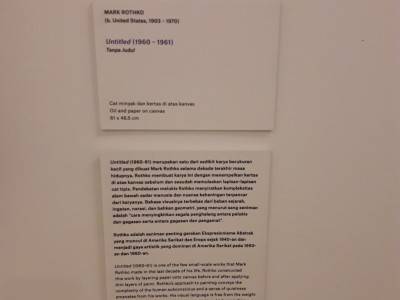 MARK ROTHKO
(b. United States, 1903 - 1970)
Untitled (1960 - 1961)
Tanpa Judul
Cat minyak dan kertas di atas kanvas
Oil and paper on canvas
61 x 48.5 cm
Untitled (1960-61) merupakan satu dari sedikit karya berukuran
kecil yang dibuat Mark Rothko selama dekade terakhir masa
hidupnya. Rothko membuat karya ini dengan menempelkan kertas
di atas kanvas sebelum dan sesudah memulaskan lapisan-lapisan
cat tipis. Pendekatan melukis Rothko menyiratkan kompleksitas
alam bawah sadar manusia dan nuansa keheningan terpancar
dari karyanya. Bahasa visualnya terbebas dari beban sejarah,
ingatan, narasi, dan bahkan geometri, yang menurut sang seniman
adalah "cara menyingkirkan segala penghalang antara pelukis
dan gagasan serta antara gagasan dan pengamat".
Rothko adalah seniman penting gerakan Ekspresionisme Abstrak
yang muncul di Amerika Serikat dan Eropa sejak 1940-an dan
menjadi gaya artistik yang dominan di Amerika Serikat pada 1950-
an dan 1960-an.
Untitled (1960-61) is one of the few small-scale works that Mark
Rothko made in the last decade of his life. Rothko constructed
this work by layering paper onto canvas before and after applying
thin layers of paint. Rothko's approach to painting convey the
complexity of the human subconscious and a sense of quietness
emanates from his works. His visual language is free from the weight